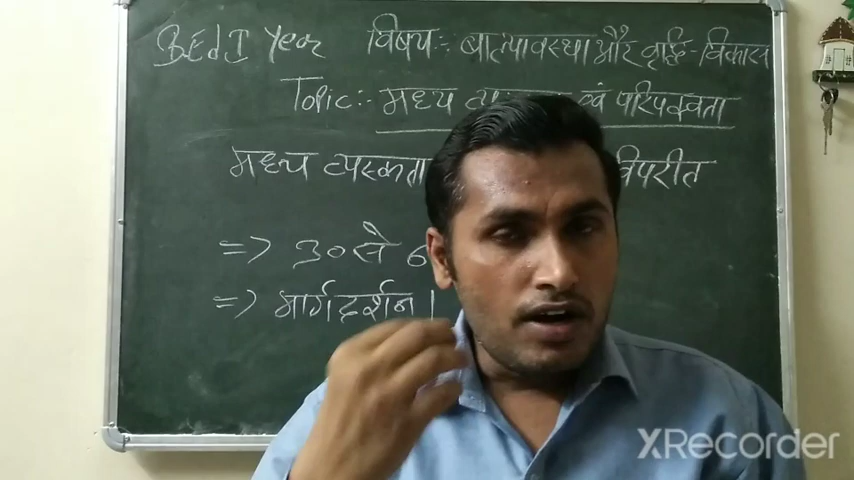 B.Ed I Year विषय:- बाल्यावस्था और वृद्धि-विकास
Topic:- मध्य एवं परिपक्वता
मध्य व्यस्कता विपरीत
=> 30 से
=> मार्गदर्शन।
XRecorder